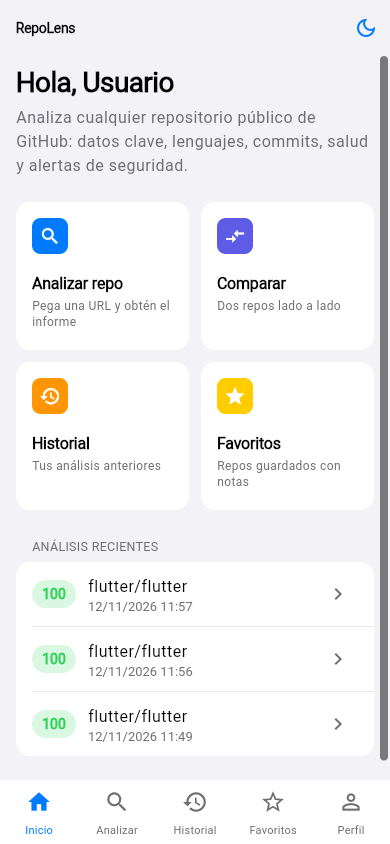 RepoLens
Hola, Usuario
Analiza cualquier repositorio público de
GitHub: datos clave, lenguajes, commits, salud
y alertas de seguridad.
Analizar repo
Pega una URL y obtén el
informe
Comparar
Dos repos lado a lado
Historial
Tus análisis anteriores
Favoritos
Repos guardados con
notas
ANÁLISIS RECIENTES
100
flutter/flutter
12/11/2026 11:57
100
flutter/flutter
12/11/2026 11:56
100
flutter/flutter
12/11/2026 11:49
Inicio
Analizar
Historial
Favoritos
Perfil